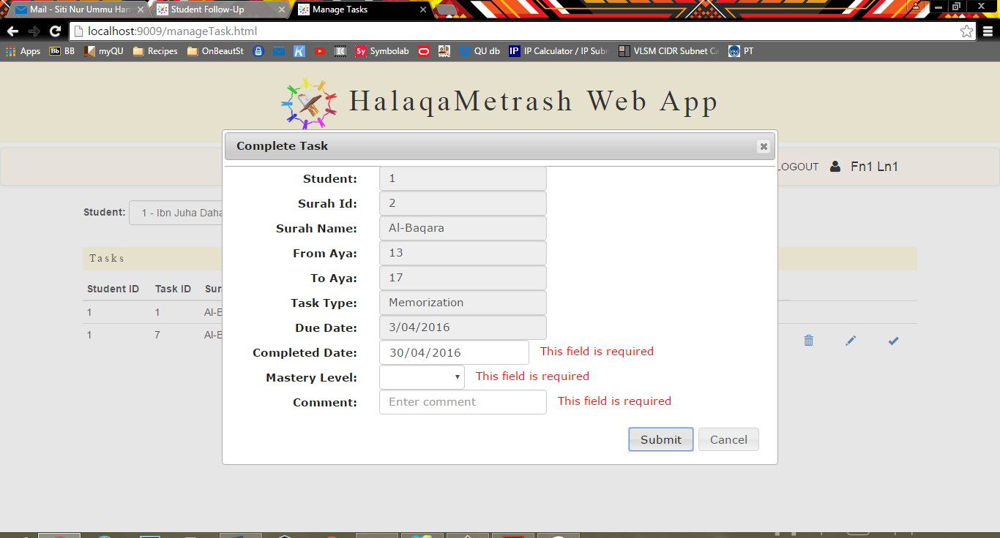 Mail - Siti Nur Ummu Ham
Student Follow-Up
Manage Tasks
localhost:9009/manageTask.html
Apps
Bb BB
myQU
Recipes
OnBeautSt
Sy Symbolab
QU db
IP IP Calculator / IP Subn
VLSM CIDR Subnet Ca
PT
HalaqaMetrash Web App
Complete Task
LOGOUT
Fn1 Ln1
Student:
1 - Ibn Juha Daha
Tasks
Student ID Task ID Sur
1 1 Al-B
1 7 Al-B
Student: 1
Surah Id: 2
Surah Name: Al-Baqara
From Aya: 13
To Aya: 17
Task Type: Memorization
Due Date: 3/04/2016
Completed Date: 30/04/2016 This field is required
Mastery Level: This field is required
Comment: Enter comment This field is required
Submit Cancel